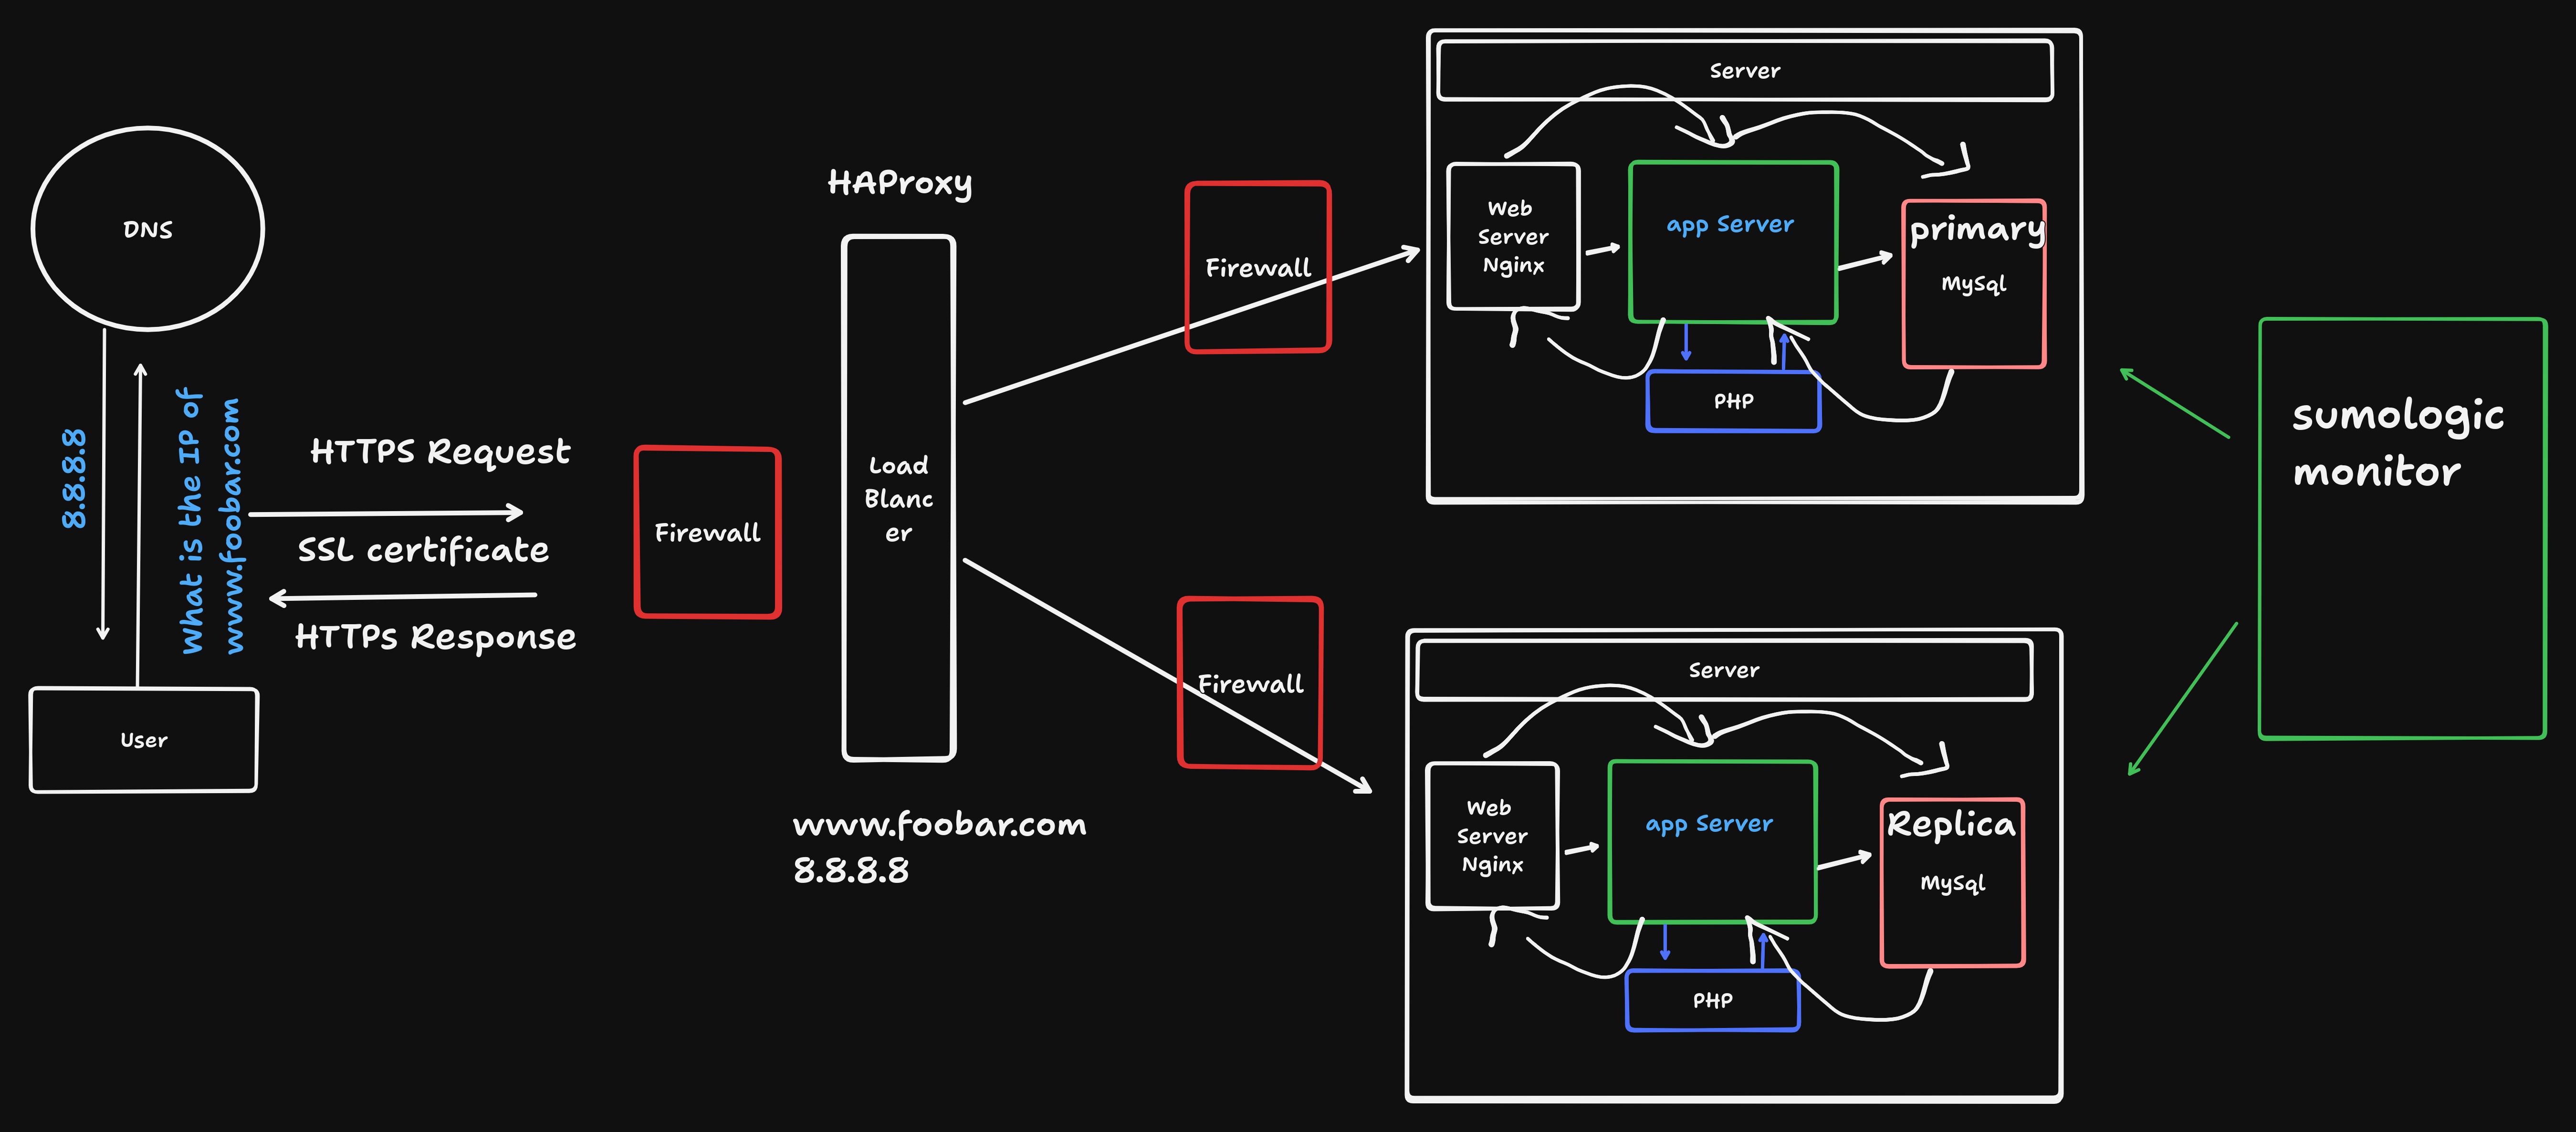 DNS
8.8.8.8
what is the IP of
www.foobar.com
User
HTTPS Request
SSL certificate
HTTPs Response
Firewall
HAProxy
Load
Blanc
er
www.foobar.com
8.8.8.8
Firewall
Firewall
Server
Web
Server
Nginx
app Server
primary
MySql
PHP
Server
Web
Server
Nginx
app Server
Replica
MySql
PHP
sumologic
monitor